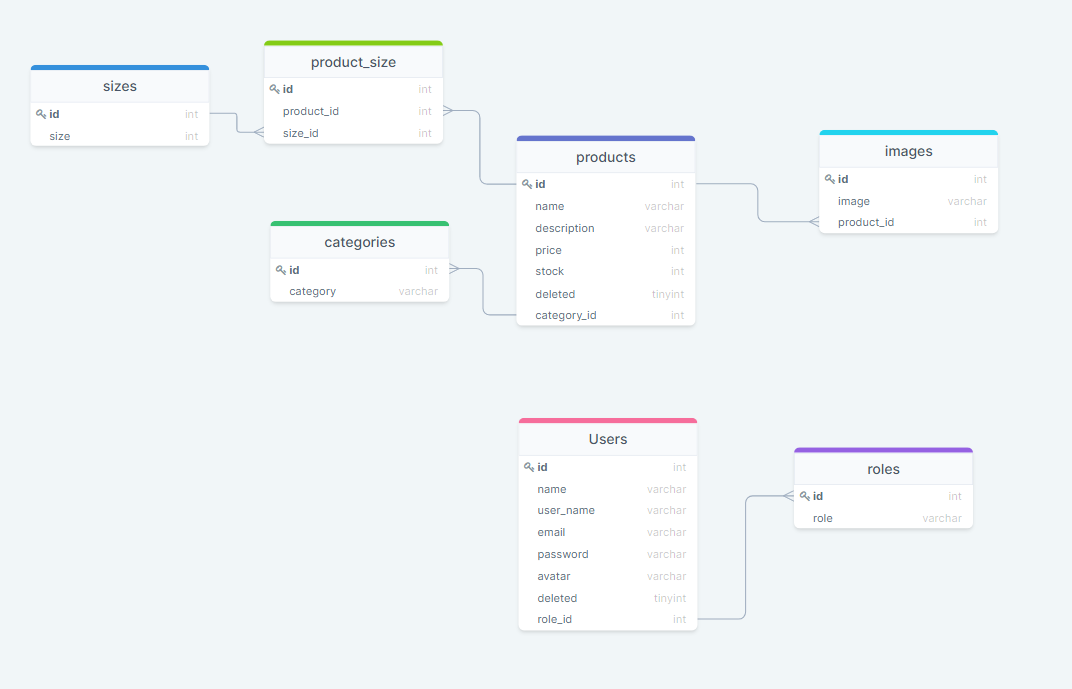 sizes
id int
size int
product_size
id int
product_id int
size_id int
products
id int
name varchar
description varchar
price int
stock int
deleted tinyint
category_id int
images
id int
image varchar
product_id int
categories
id int
category varchar
Users
id int
name varchar
user_name varchar
email varchar
password varchar
avatar varchar
deleted tinyint
role_id int
roles
id int
role varchar